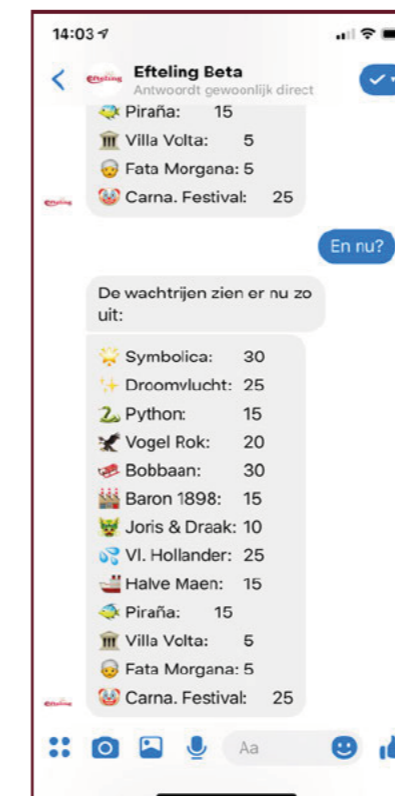 14:03
Efteling Beta
Antwoordt gewoonlijk direct
Piraña: 15
Villa Volta: 5
Fata Morgana: 5
Efteling
Carna. Festival: 25
En nu?
De wachtrijen zien er nu zo
uit:
Symbolica: 30
Droomvlucht: 25
Python: 15
Vogel Rok: 20
Bobbaan: 30
Baron 1898: 15
Joris & Draak: 10
Vl. Hollander: 25
Halve Maen: 15
Piraña: 15
Villa Volta: 5
Fata Morgana: 5
Efteling
Carna. Festival: 25
Aa